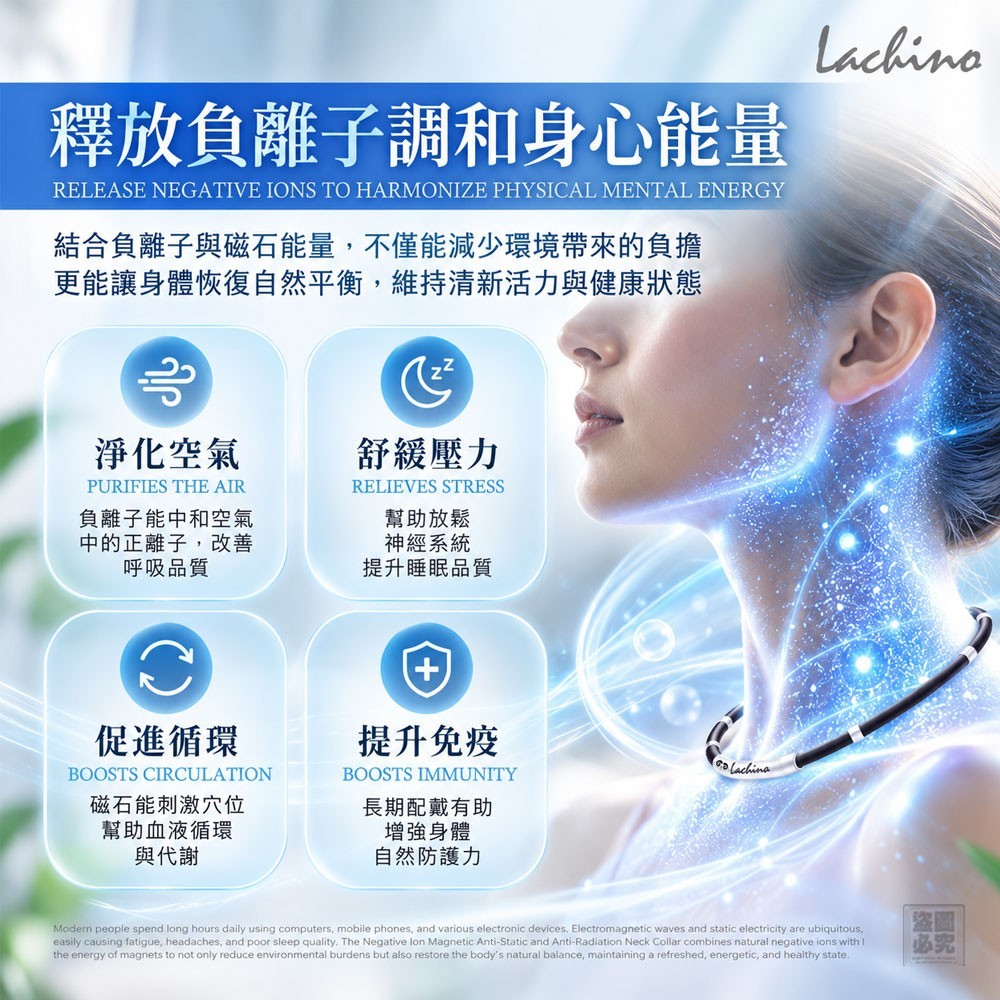 Lachino
釋放負離子調和身心能量
RELEASE NEGATIVE IONS TO HARMONIZE PHYSICAL MENTAL ENERGY
結合負離子與磁石能量，不僅能減少環境帶來的負擔
更能讓身體恢復自然平衡，維持清新活力與健康狀態
淨化空氣
PURIFIES THE AIR
負離子能中和空氣
中的正離子，改善
呼吸品質
舒緩壓力
RELIEVES STRESS
幫助放鬆
神經系統
提升睡眠品質
促進循環
BOOSTS CIRCULATION
磁石能刺激穴位
幫助血液循環
與代謝
提升免疫
BOOSTS IMMUNITY
長期配戴有助
增強身體
自然防護力
Lachino
Modern people spend long hours daily using computers, mobile phones, and various electronic devices. Electromagnetic waves and static electricity are ubiquitous,
easily causing fatigue, headaches, and poor sleep quality. The Negative Ion Magnetic Anti-Static and Anti-Radiation Neck Collar combines natural negative ions with
the energy of magnets to not only reduce environmental burdens but also restore the body's natural balance, maintaining a refreshed, energetic, and healthy state.
盜圖
必究